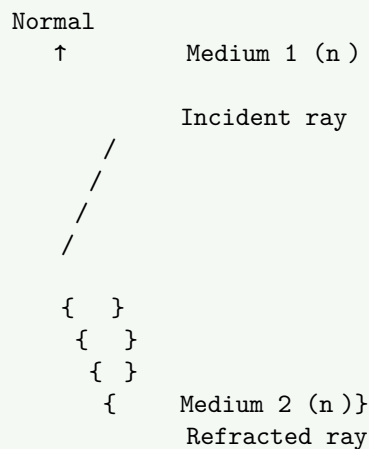 Normal
↑ Medium 1 (n )
Incident ray
/
/
/
/
{ }
{ }
{ }
{ Medium 2 (n )}
Refracted ray